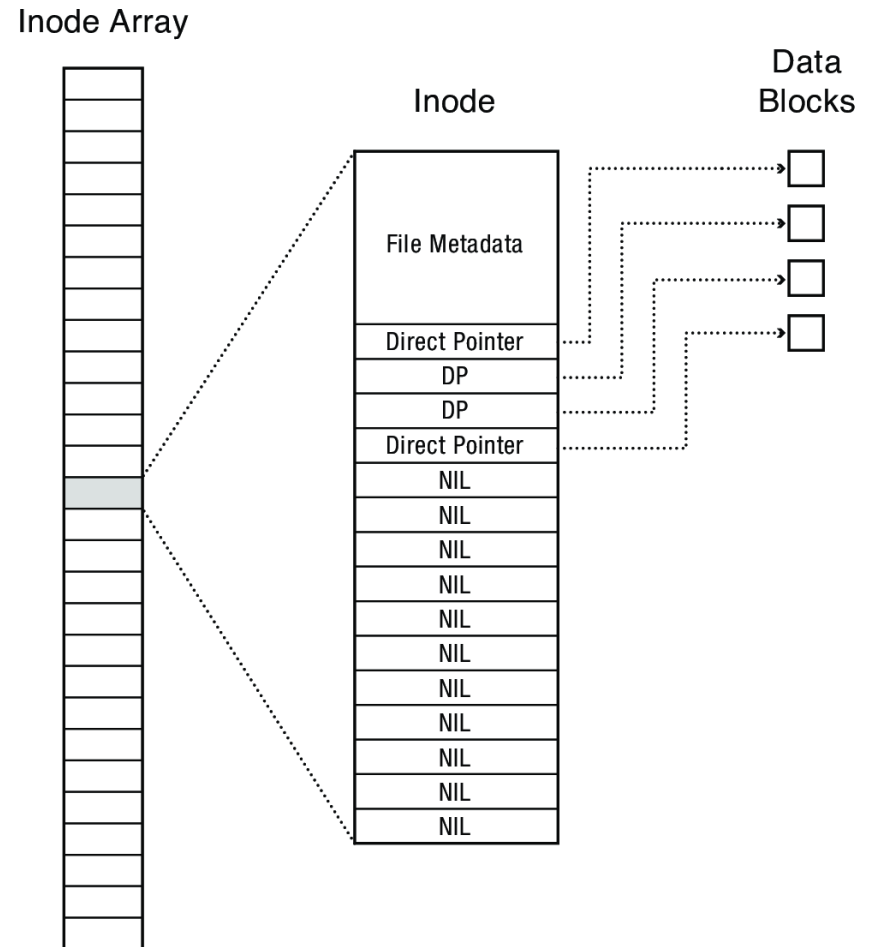 Inode Array
Inode
Data
Blocks
File Metadata
Direct Pointer
DP
DP
Direct Pointer
NIL
NIL
NIL
NIL
NIL
NIL
NIL
NIL
NIL
NIL
NIL